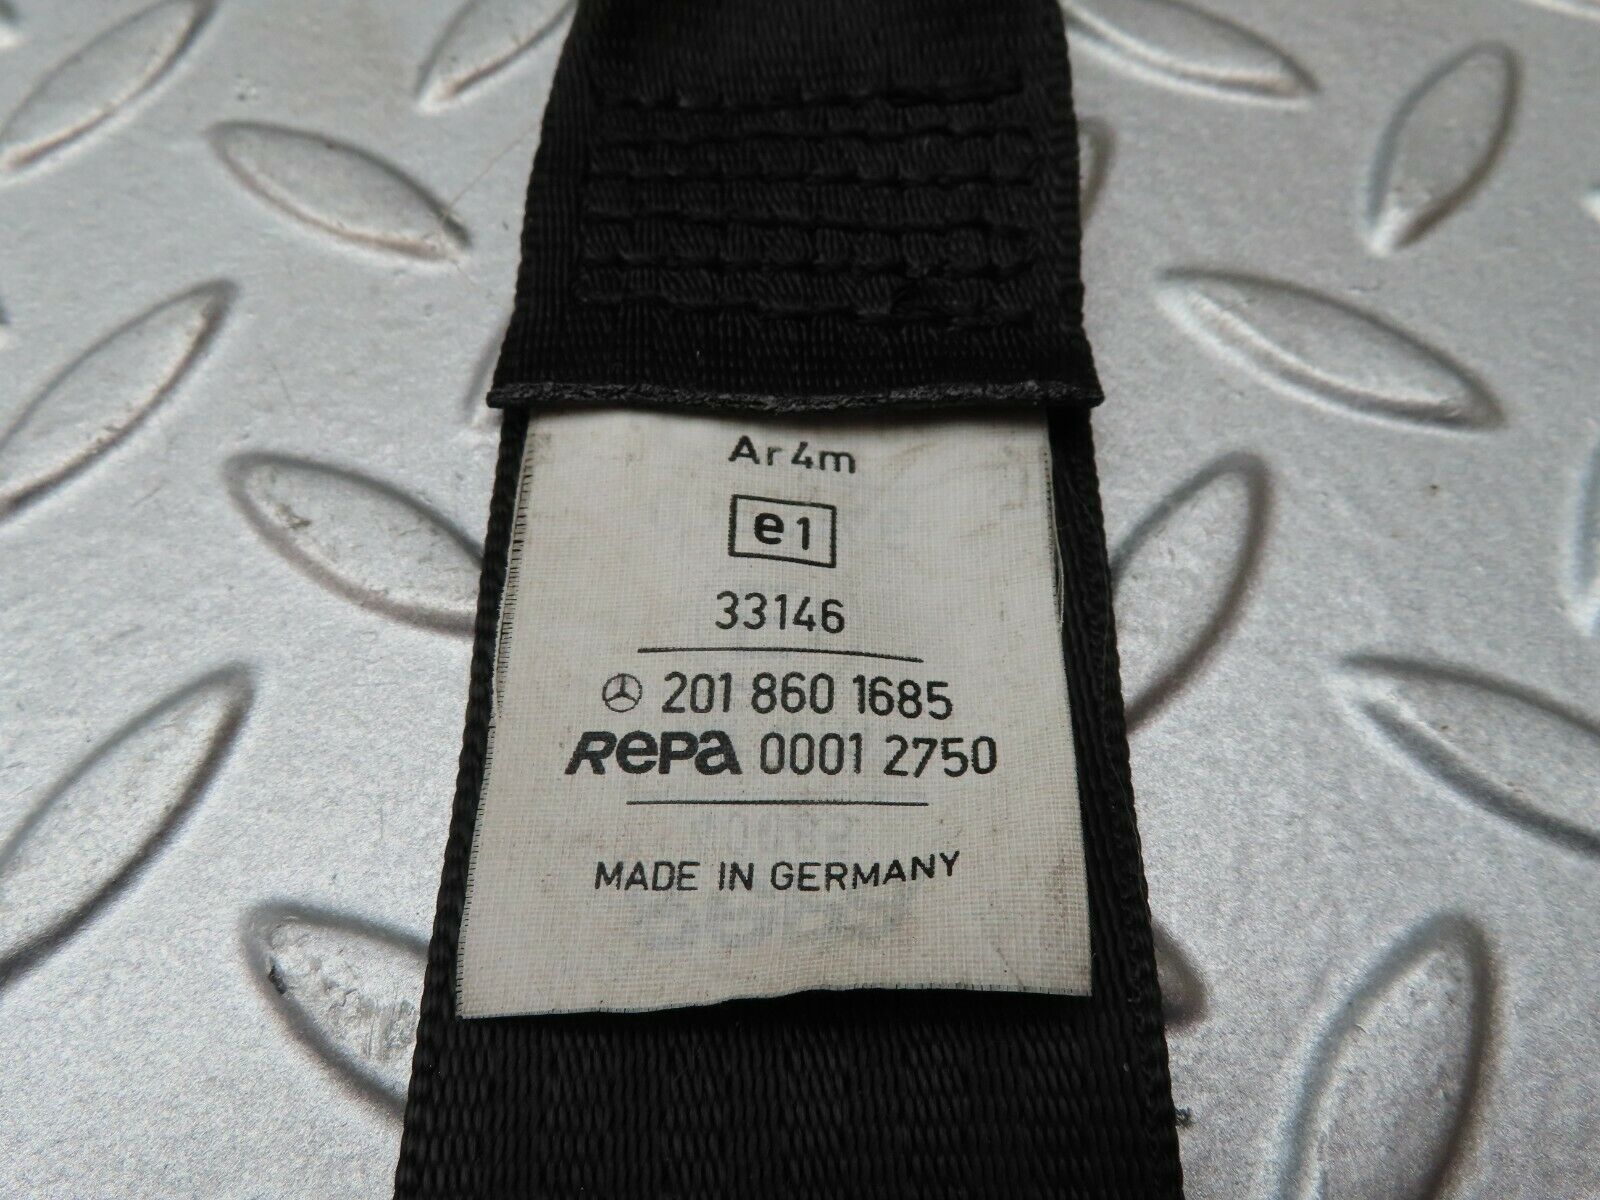 Ar4m
e1
33146
201 860 1685
RePa 0001 2750
MADE IN GERMANY